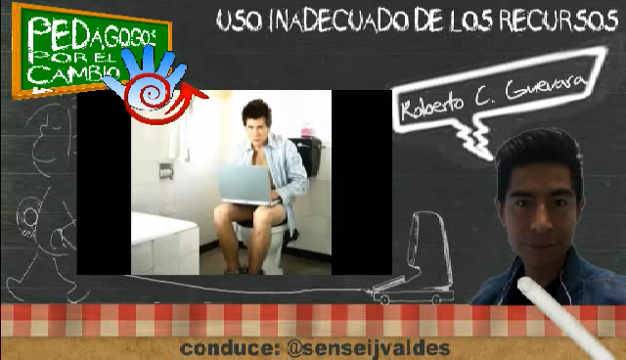 USO INADECUADO DE LOS RECURSOS
PEDAGOGOS
POR EL
CAMBIO
Roberto C. Guevara
conduce: @senseijvaldes